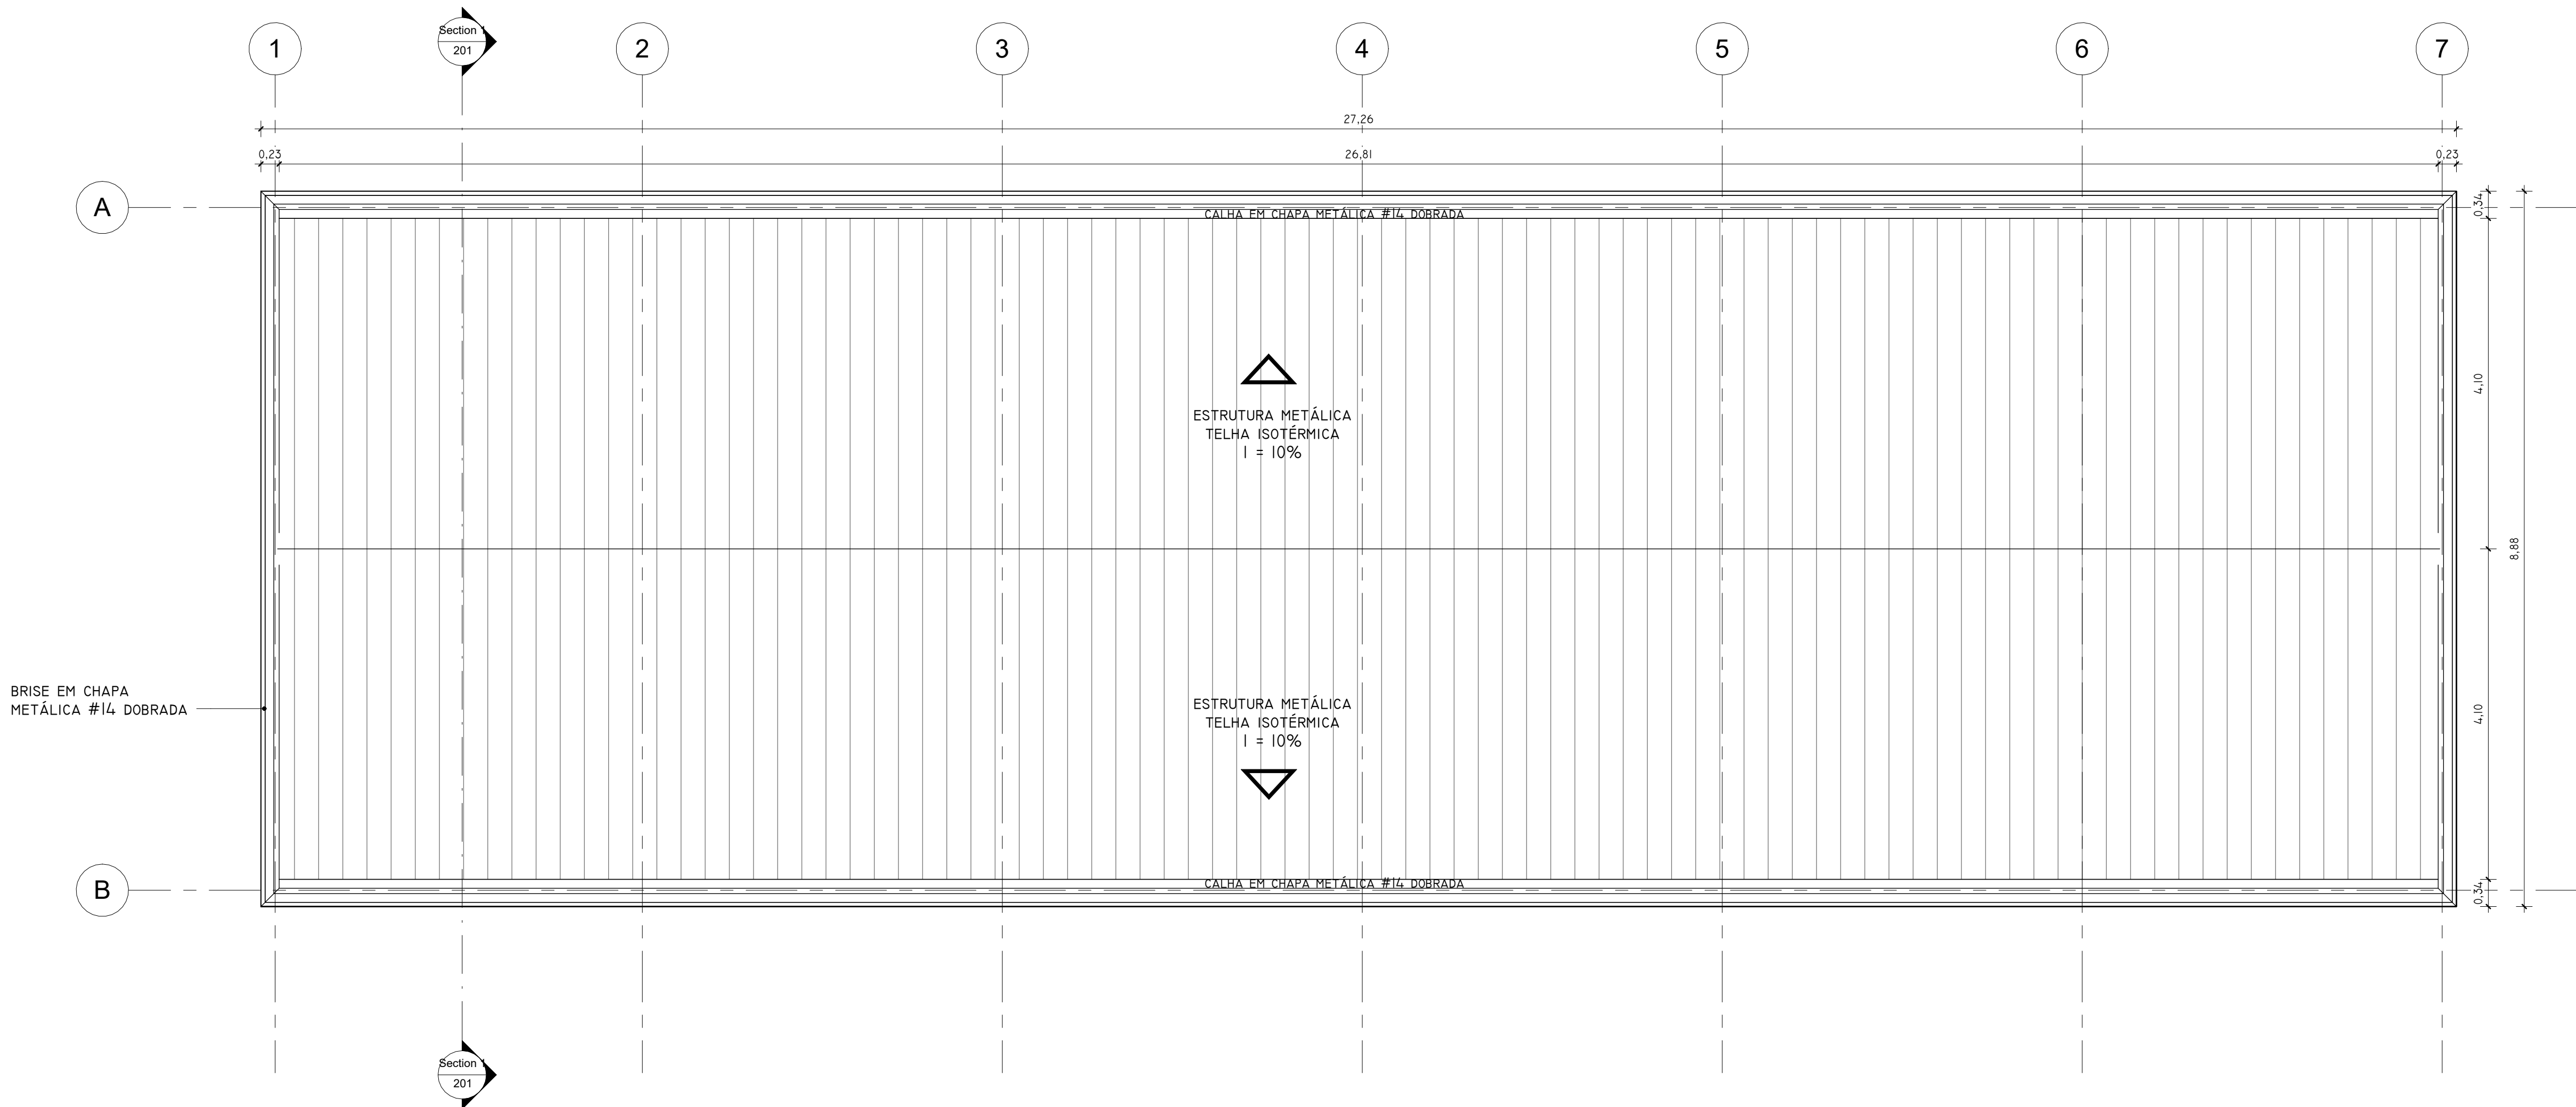 1
Section 1
201
2
3
4
5
6
7
27,26
0,23
26,81
0,23
A
CALHA EM CHAPA METÁLICA #14 DOBRADA
0,34
4,10
ESTRUTURA METÁLICA
TELHA ISOTÉRMICA
I = 10%
8,88
BRISE EM CHAPA
METÁLICA #14 DOBRADA
ESTRUTURA METÁLICA
TELHA ISOTÉRMICA
I = 10%
4,10
B
CALHA EM CHAPA METÁLICA #14 DOBRADA
0,34
Section 1
201